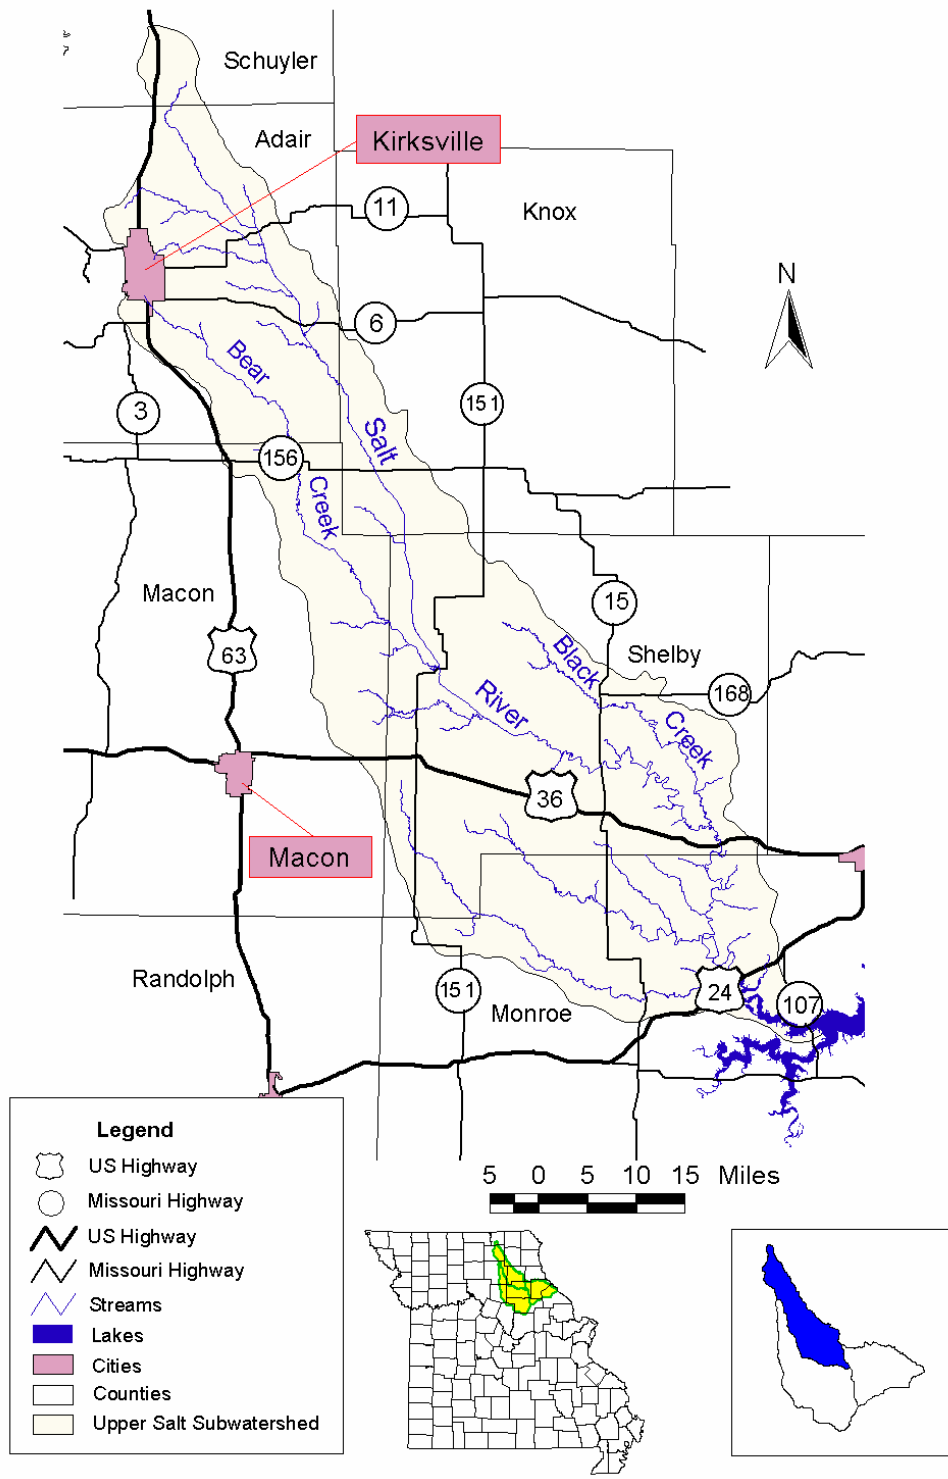 Schuyler
Adair
Kirksville
11
Knox
N
6
Bear
3
151
Salt
156
Creek
Macon
15
63
Black
Shelby
168
River
Creek
36
Macon
Randolph
151
24
107
Monroe
Legend
US Highway
Missouri Highway
US Highway
Missouri Highway
Streams
Lakes
Cities
Counties
Upper Salt Subwatershed
5 0 5 10 15 Miles